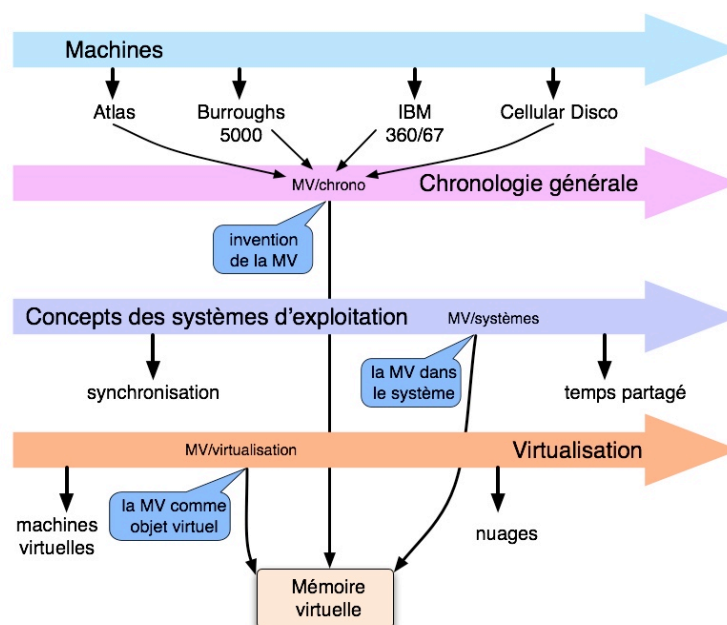 Machines
Atlas
Burroughs
5000
IBM
360/67
Cellular Disco
MV/chrono
Chronologie générale
invention
de la MV
Concepts des systèmes d'exploitation
MV/systèmes
synchronisation
la MV dans
le système
temps partagé
MV/virtualisation
Virtualisation
machines
virtuelles
la MV comme
objet virtuel
nuages
Mémoire
virtuelle